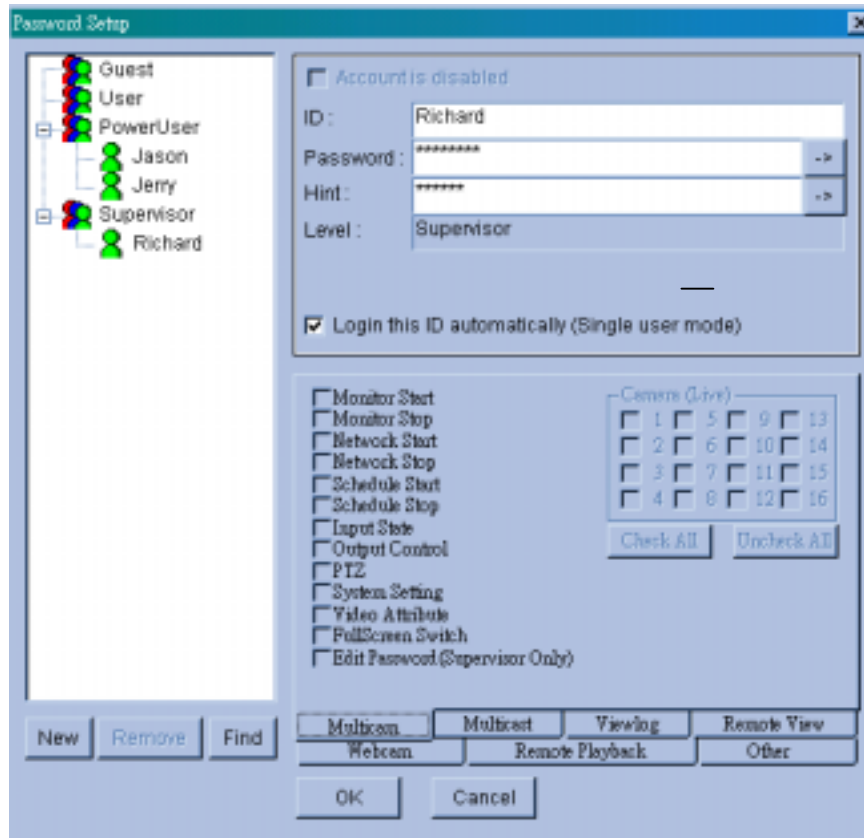 Password Setup
Guest
User
PowerUser
Jason
Jerry
Supervisor
Richard
New
Remove
Find
Account is disabled
ID :
Richard
Password :
********
->
Hint :
******
->
Level :
Supervisor
Login this ID automatically (Single user mode)
Monitor Start
Monitor Stop
Network Start
Network Stop
Schedule Start
Schedule Stop
Input State
Output Control
PTZ
System Setting
Video Attribute
FullScreen Switch
Edit Password(Supervisor Only)
Camera (Live)
1 5 9 13
2 6 10 14
3 7 11 15
4 8 12 16
Check All
Uncheck All
Multicam
Multicast
Viewlog
Remote View
Webcam
Remote Playback
Other
OK
Cancel